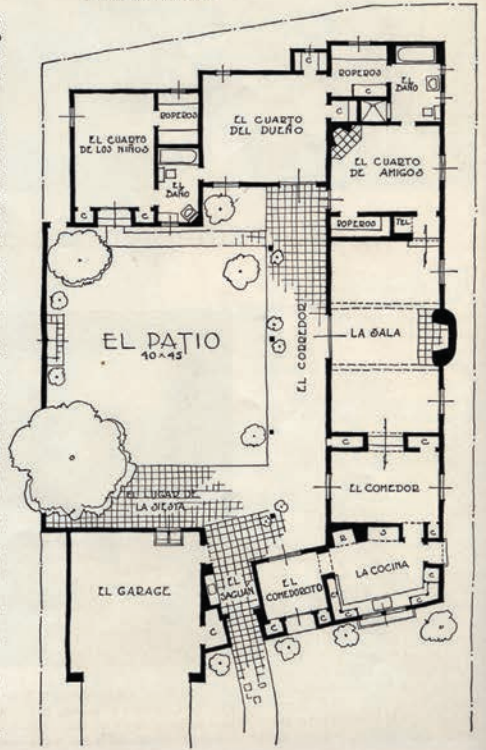 C
ROPEROS
C
EL
BAÑO
EL CUARTO
DEL DUEÑO
C
ROPEROS
EL CUARTO
DE LOS NIÑOS
EL
BAÑO
EL CUARTO
DE AMIGOS
C
C
ROPEROS
TEL
EL PATIO
40 x 45
EL CORREDOR
LA SALA
C
C
EL COMEDOR
EL LUGAR DE
LA SIESTA
R
S
C
EL GARAGE
EL
SAGUAN
EL
COMEDORCITO
LA COCINA
C
C
C
C
C
C
C